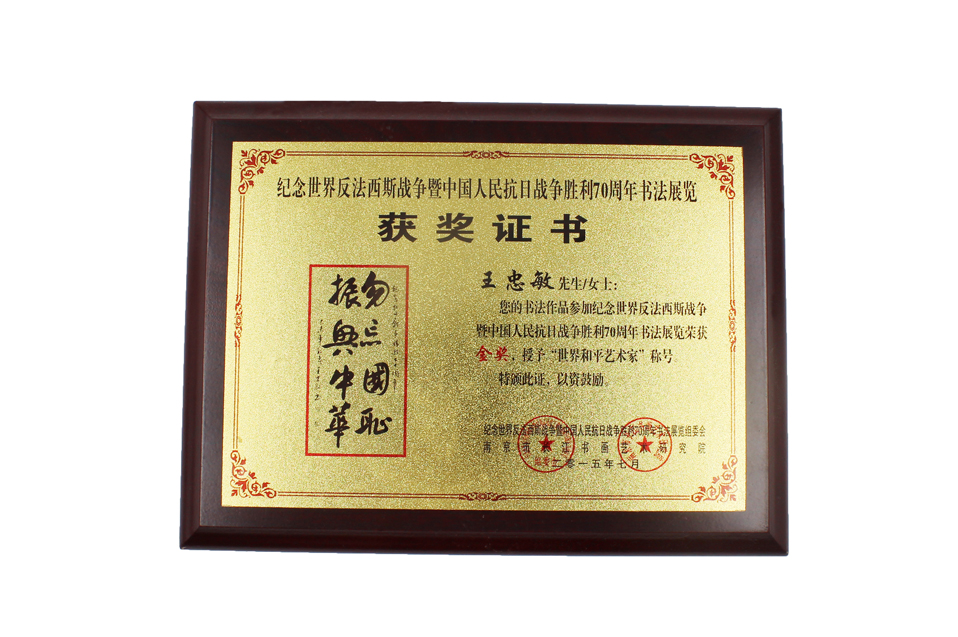 纪念世界反法西斯战争暨中国人民抗日战争胜利70周年书法展览
获奖证书
勿忘國恥
振興中華
王忠敏 先生/女士:
您的书法作品参加纪念世界反法西斯战争
暨中国人民抗日战争胜利70周年书法展览荣获
金奖,授予“世界和平艺术家”称号。
特颁此证,以资鼓励。
纪念世界反法西斯战争暨中国人民抗日战争胜利70周年书法展览组委会
南京 书画艺术研究院
二零一五年七月